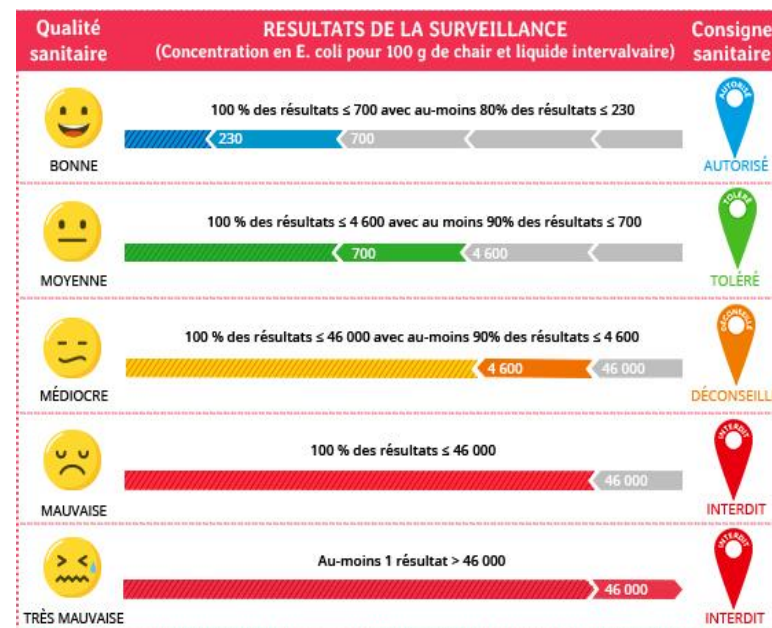 Qualité
sanitaire
RESULTATS DE LA SURVEILLANCE
(Concentration en E. coli pour 100 g de chair et liquide intervalvaire)
Consigne
sanitaire
100 % des résultats ≤ 700 avec au-moins 80% des résultats ≤ 230
230
700
BONNE
AUTORISÉ
AUTORISÉ
100 % des résultats ≤ 4 600 avec au moins 90% des résultats ≤ 700
700
4 600
MOYENNE
TOLÉRÉ
TOLÉRÉ
100 % des résultats ≤ 46 000 avec au-moins 90% des résultats ≤ 4 600
4 600
46 000
MÉDIOCRE
DÉCONSEILLÉ
DÉCONSEILL
100 % des résultats ≤ 46 000
46 000
MAUVAISE
INTERDIT
INTERDIT
Au-moins 1 résultat > 46 000
46 000
TRÈS MAUVAISE
INTERDIT
INTERDIT